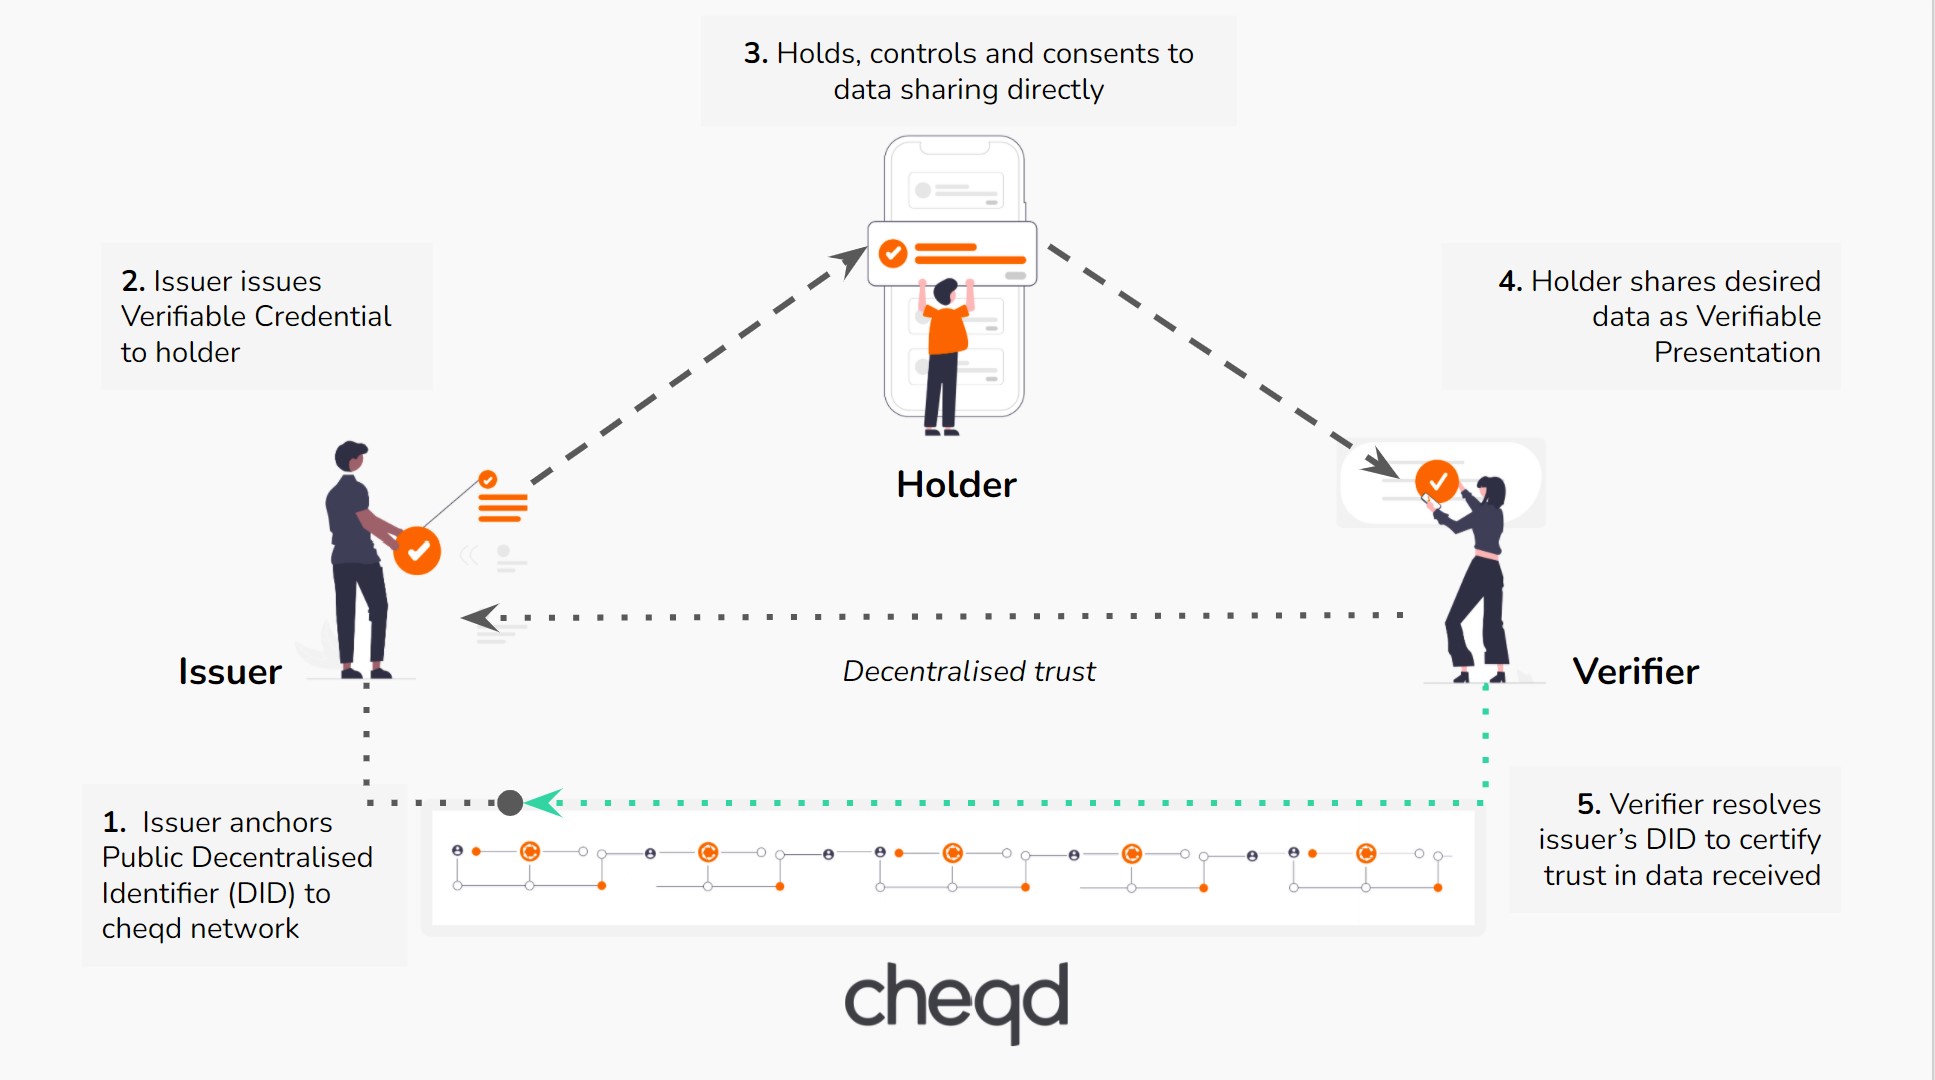 3. Holds, controls and consents to
data sharing directly
2. Issuer issues
Verifiable Credential
to holder
4. Holder shares desired
data as Verifiable
Presentation
Holder
Issuer
Decentralised trust
Verifier
1. Issuer anchors
Public Decentralised
Identifier (DID) to
cheqd network
5. Verifier resolves
issuer's DID to certify
trust in data received
cheqd